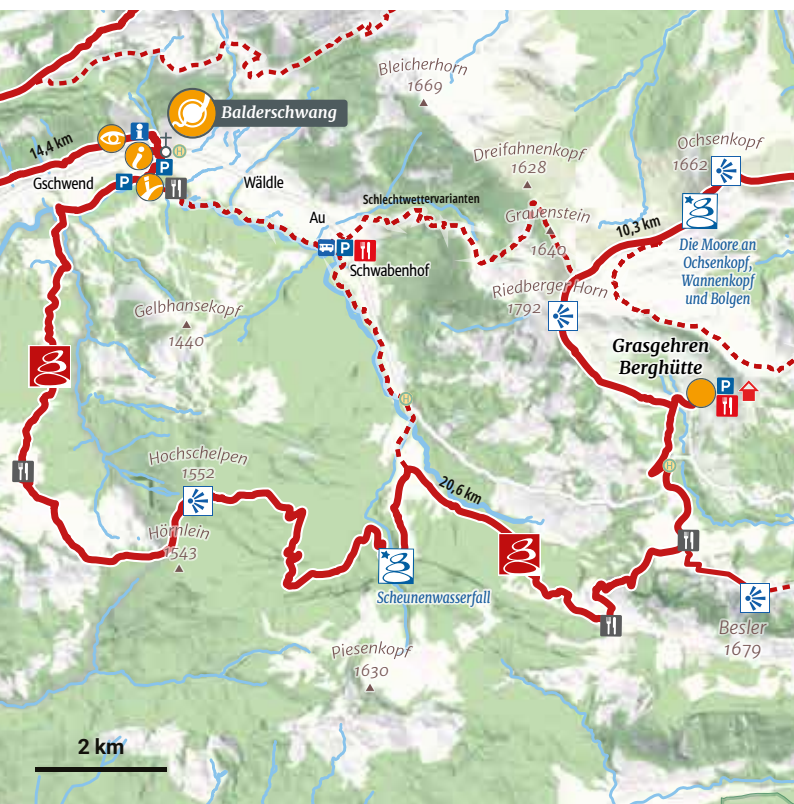 Bleicherhorn
1669
Balderschwang
14,4 km
Gschwend
Wäldle
Dreifahnenkopf
1628
Ochsenkopf
1662
Schlechtwettervarianten
Au
Schwabenhof
Grauenstein
1640
10,3 km
Die Moore an
Ochsenkopf,
Wannenkopf
und Bolgen
Riedberger Horn
1792
Gelbhansekopf
1440
Grasgehren
Berghütte
P
P
P
P
H
H
H
Hochschelpen
1552
20,6 km
Hörnlein
1543
Scheunenwasserfall
Besler
1679
Piesenkopf
1630
2 km